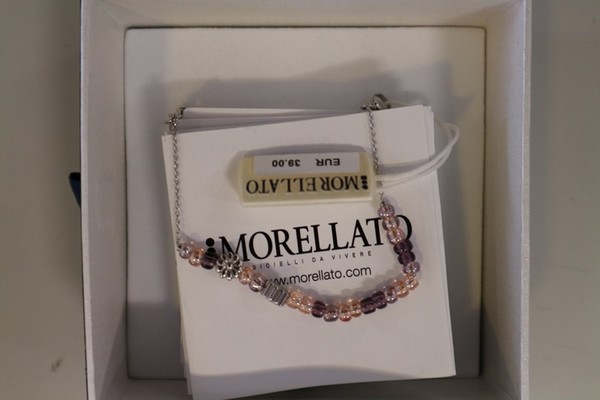 EUR 39.00
MORELLATO
MORELLATO
GIOIELLI DA VIVERE
www.morellato.com